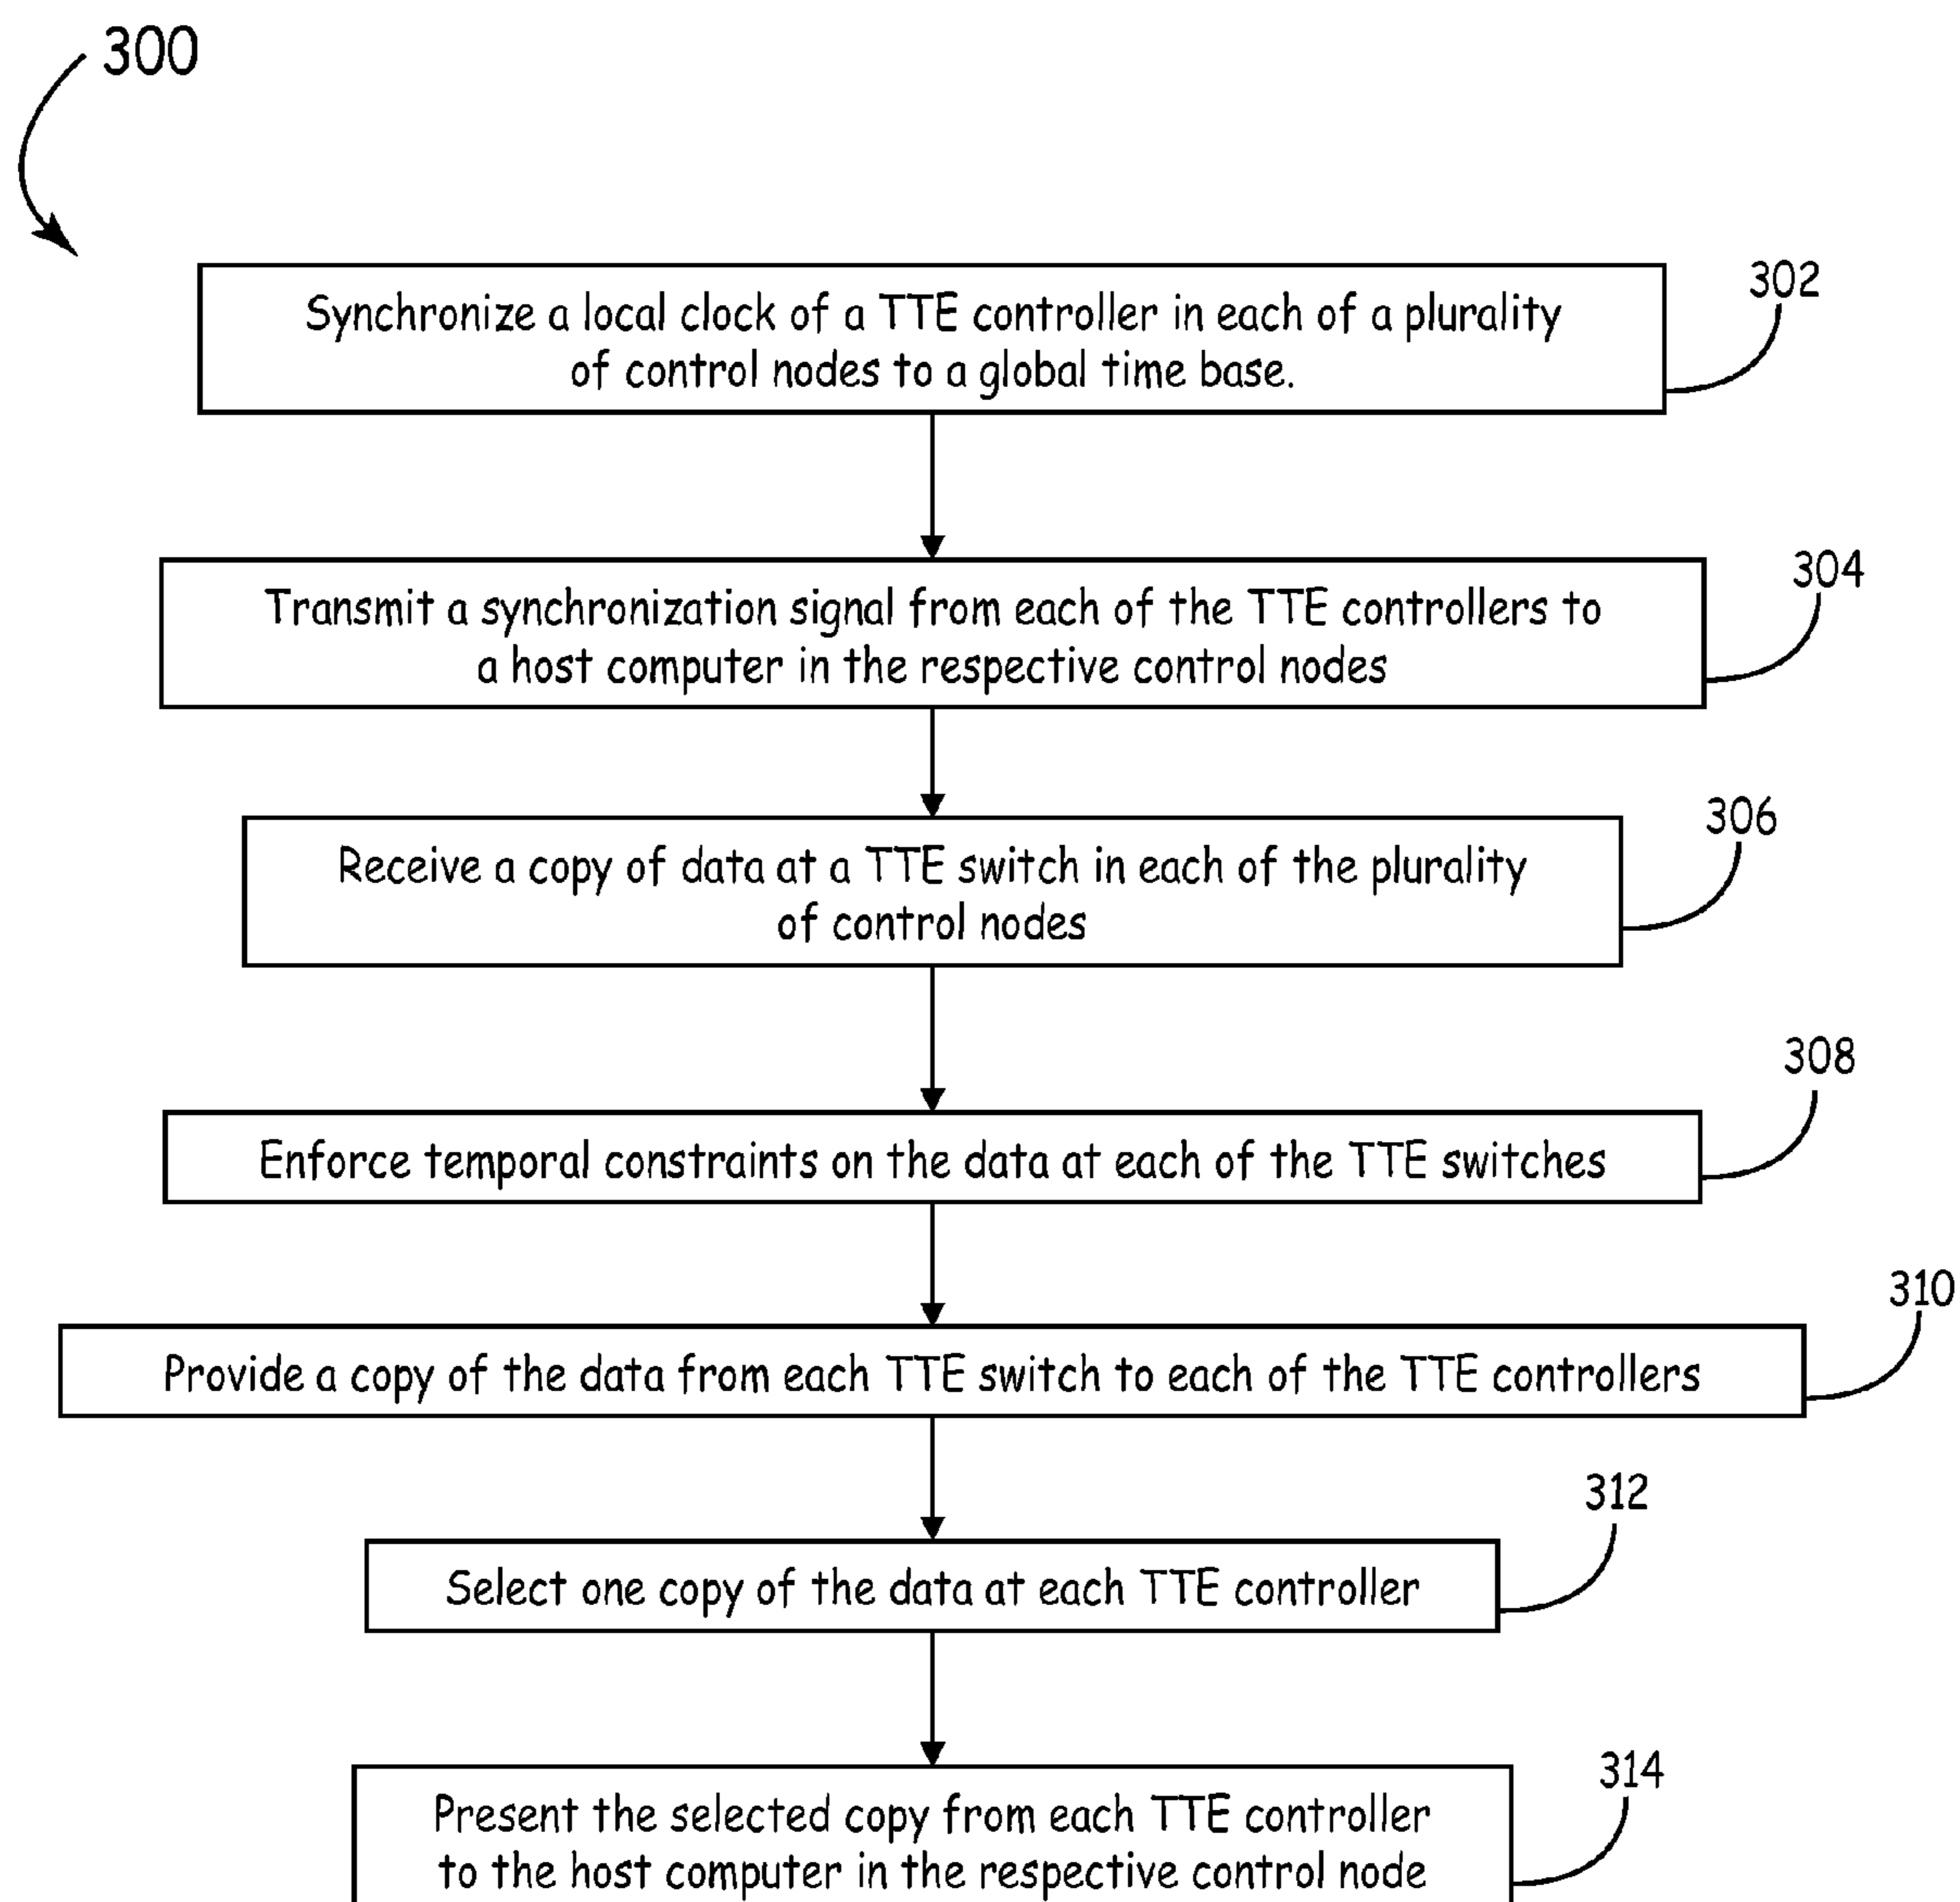 300
302
Synchronize a local clock of a TTE controller in each of a plurality
of control nodes to a global time base.
304
Transmit a synchronization signal from each of the TTE controllers to
a host computer in the respective control nodes
306
Receive a copy of data at a TTE switch in each of the plurality
of control nodes
308
Enforce temporal constraints on the data at each of the TTE switches
310
Provide a copy of the data from each TTE switch to each of the TTE controllers
312
Select one copy of the data at each TTE controller
314
Present the selected copy from each TTE controller
to the host computer in the respective control node